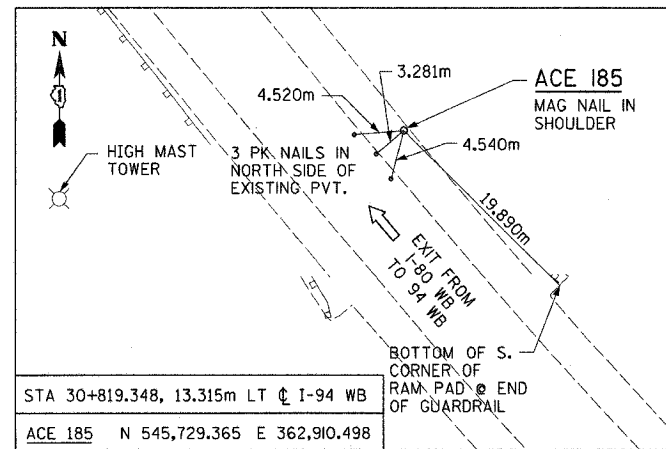 N
1
3.281m
4.520m
ACE 185
MAG NAIL IN
SHOULDER
4.540m
HIGH MAST
TOWER
3 PK NAILS IN
NORTH SIDE OF
EXISTING PVT.
19.890m
EXIT FROM
I-80 WB
TO 94 WB
BOTTOM OF S.
CORNER OF
RAM PAD @ END
OF GUARDRAIL
STA 30+819.348, 13.315m LT ℄ I-94 WB
ACE 185 N 545,729.365 E 362,910.498